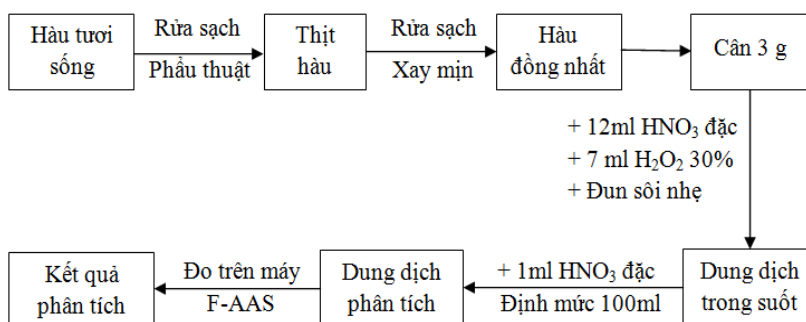 Hàu tươi
sống
Rửa sạch
Phẩu thuật
Thịt
hàu
Rửa sạch
Xay mịn
Hàu
đồng nhất
Cân 3 g
+ 12ml HNO₃ đặc
+ 7 ml H₂O₂ 30%
+ Đun sôi nhẹ
Dung dịch
trong suốt
+ 1ml HNO₃ đặc
Định mức 100ml
Dung dịch
phân tích
Đo trên máy
F-AAS
Kết quả
phân tích